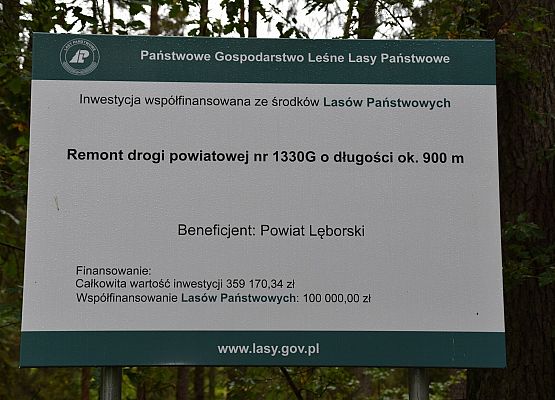 LASY PAŃSTWOWE
Państwowe Gospodarstwo Leśne Lasy Państwowe
Inwestycja współfinansowana ze środków Lasów Państwowych
Remont drogi powiatowej nr 1330G o długości ok. 900 m
Beneficjent: Powiat Lęborski
Finansowanie:
Całkowita wartość inwestycji 359 170,34 zł
Współfinansowanie Lasów Państwowych: 100 000,00 zł
www.lasy.gov.pl